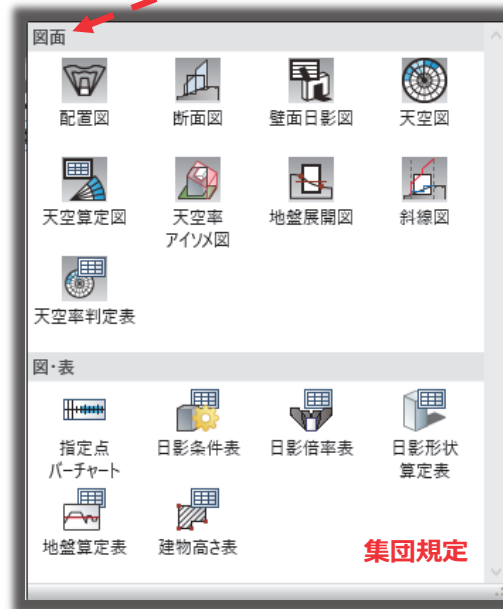 図面
配置図 断面図 壁面日影図 天空図
天空算定図 天空率 地盤展開図 斜線図
アイソメ図
天空率判定表
図・表
指定点 日影条件表 日影倍率表 日影形状
バーチャート 算定表
地盤算定表 建物高さ表
集団規定